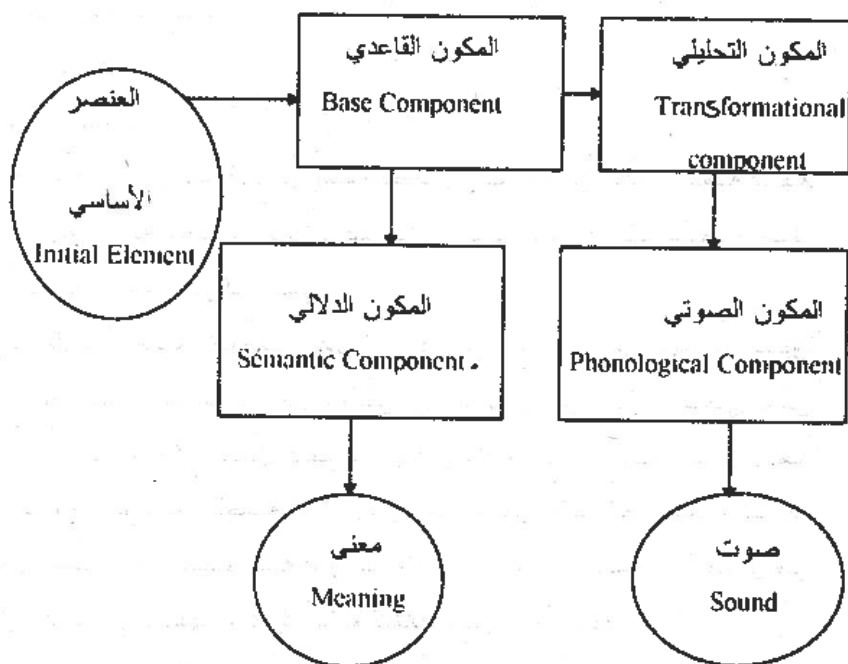 العنصر
الأساسي
Initial Element
المكون القاعدي
Base Component
المكون التحليلي
Transformational
component
المكون الدلالي
Semantic Component.
المكون الصوتي
Phonological Component
معنى
Meaning
صوت
Sound